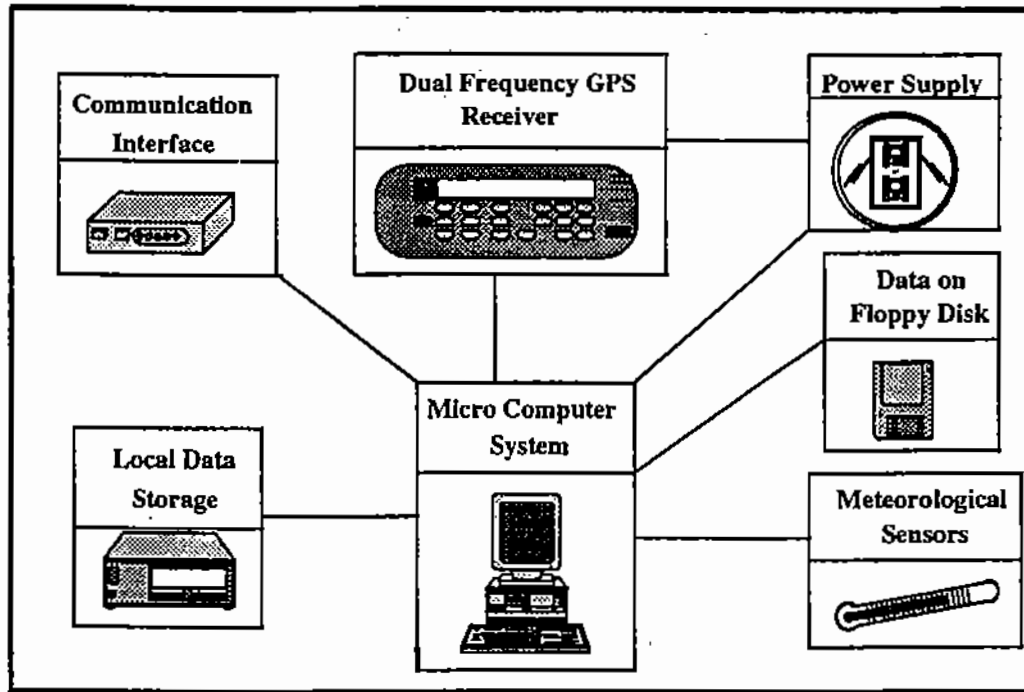 Communication
Interface
Dual Frequency GPS
Receiver
Power Supply
Data on
Floppy Disk
Micro Computer
System
Local Data
Storage
Meteorological
Sensors